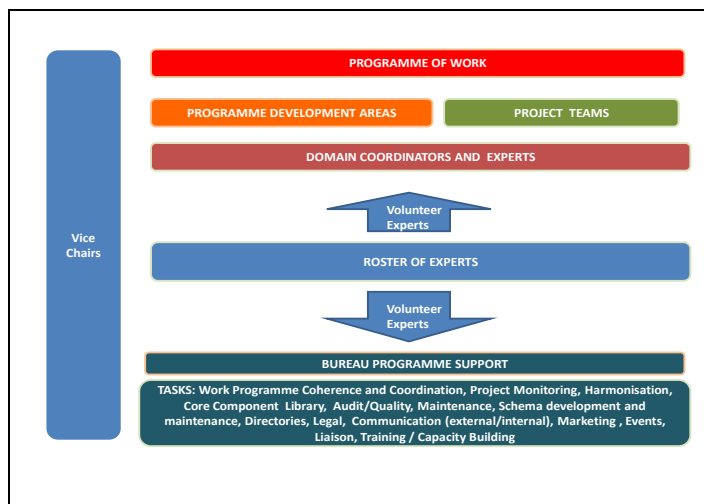 Vice
Chairs
PROGRAMME OF WORK
PROGRAMME DEVELOPMENT AREAS
PROJECT TEAMS
DOMAIN COORDINATORS AND EXPERTS
Volunteer
Experts
ROSTER OF EXPERTS
Volunteer
Experts
BUREAU PROGRAMME SUPPORT
TASKS: Work Programme Coherence and Coordination, Project Monitoring, Harmonisation,
Core Component Library, Audit/Quality, Maintenance, Schema development and
maintenance, Directories, Legal, Communication (external/internal), Marketing , Events,
Liaison, Training / Capacity Building